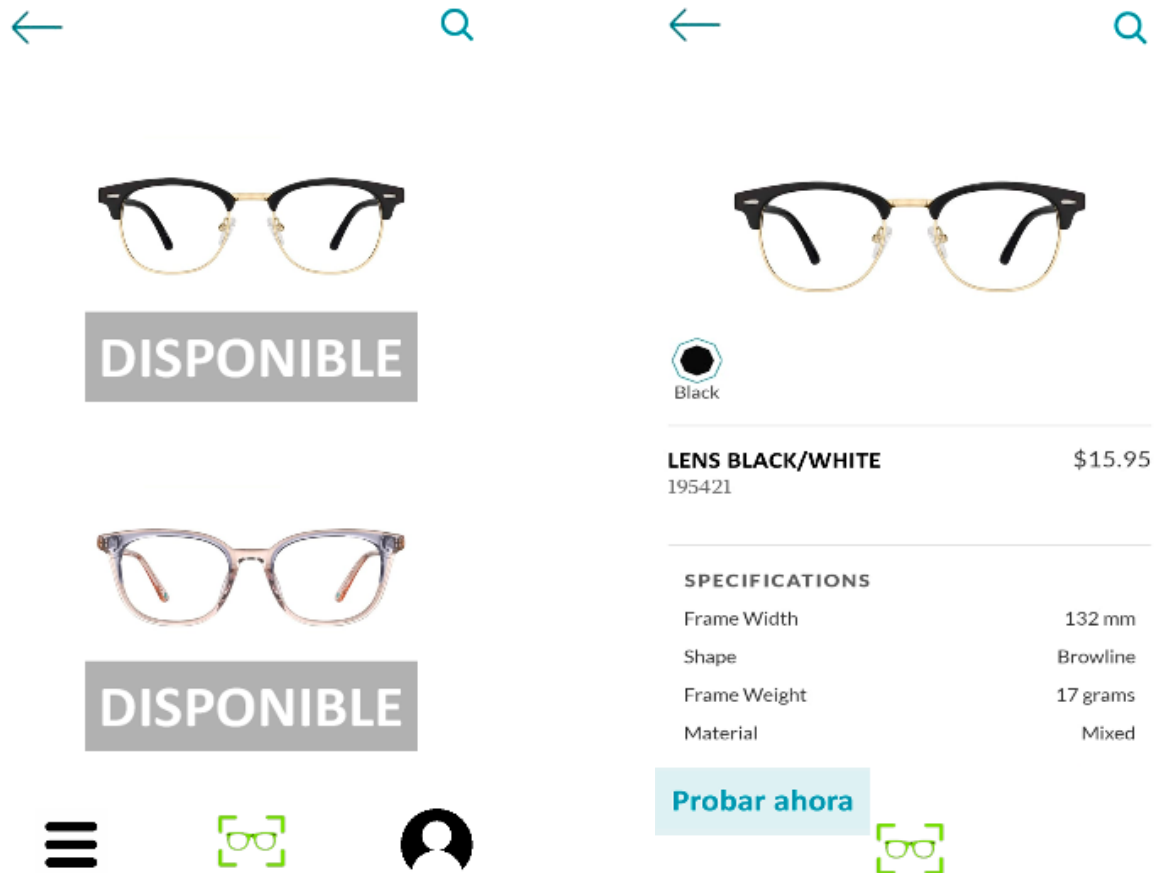 DISPONIBLE
DISPONIBLE
Black
LENS BLACK/WHITE $15.95
195421
SPECIFICATIONS
Frame Width 132 mm
Shape Browline
Frame Weight 17 grams
Material Mixed
Probar ahora